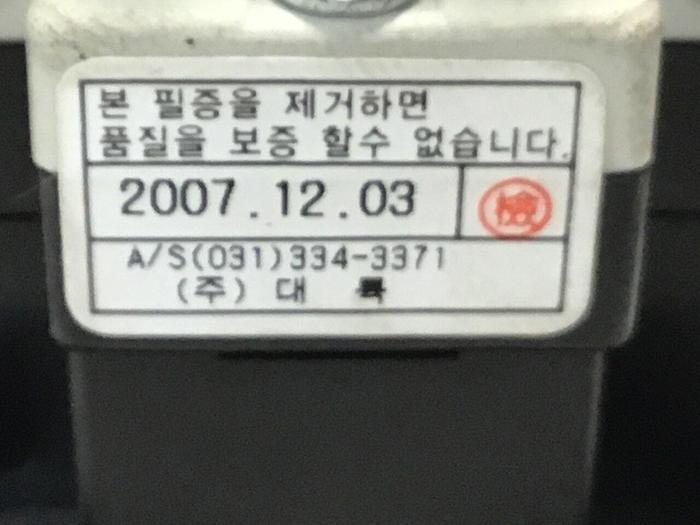 본 필증을 제거하면
품질을 보증 할수 없습니다.
2007.12.03
A/S(031)334-3371
(주) 대 륙